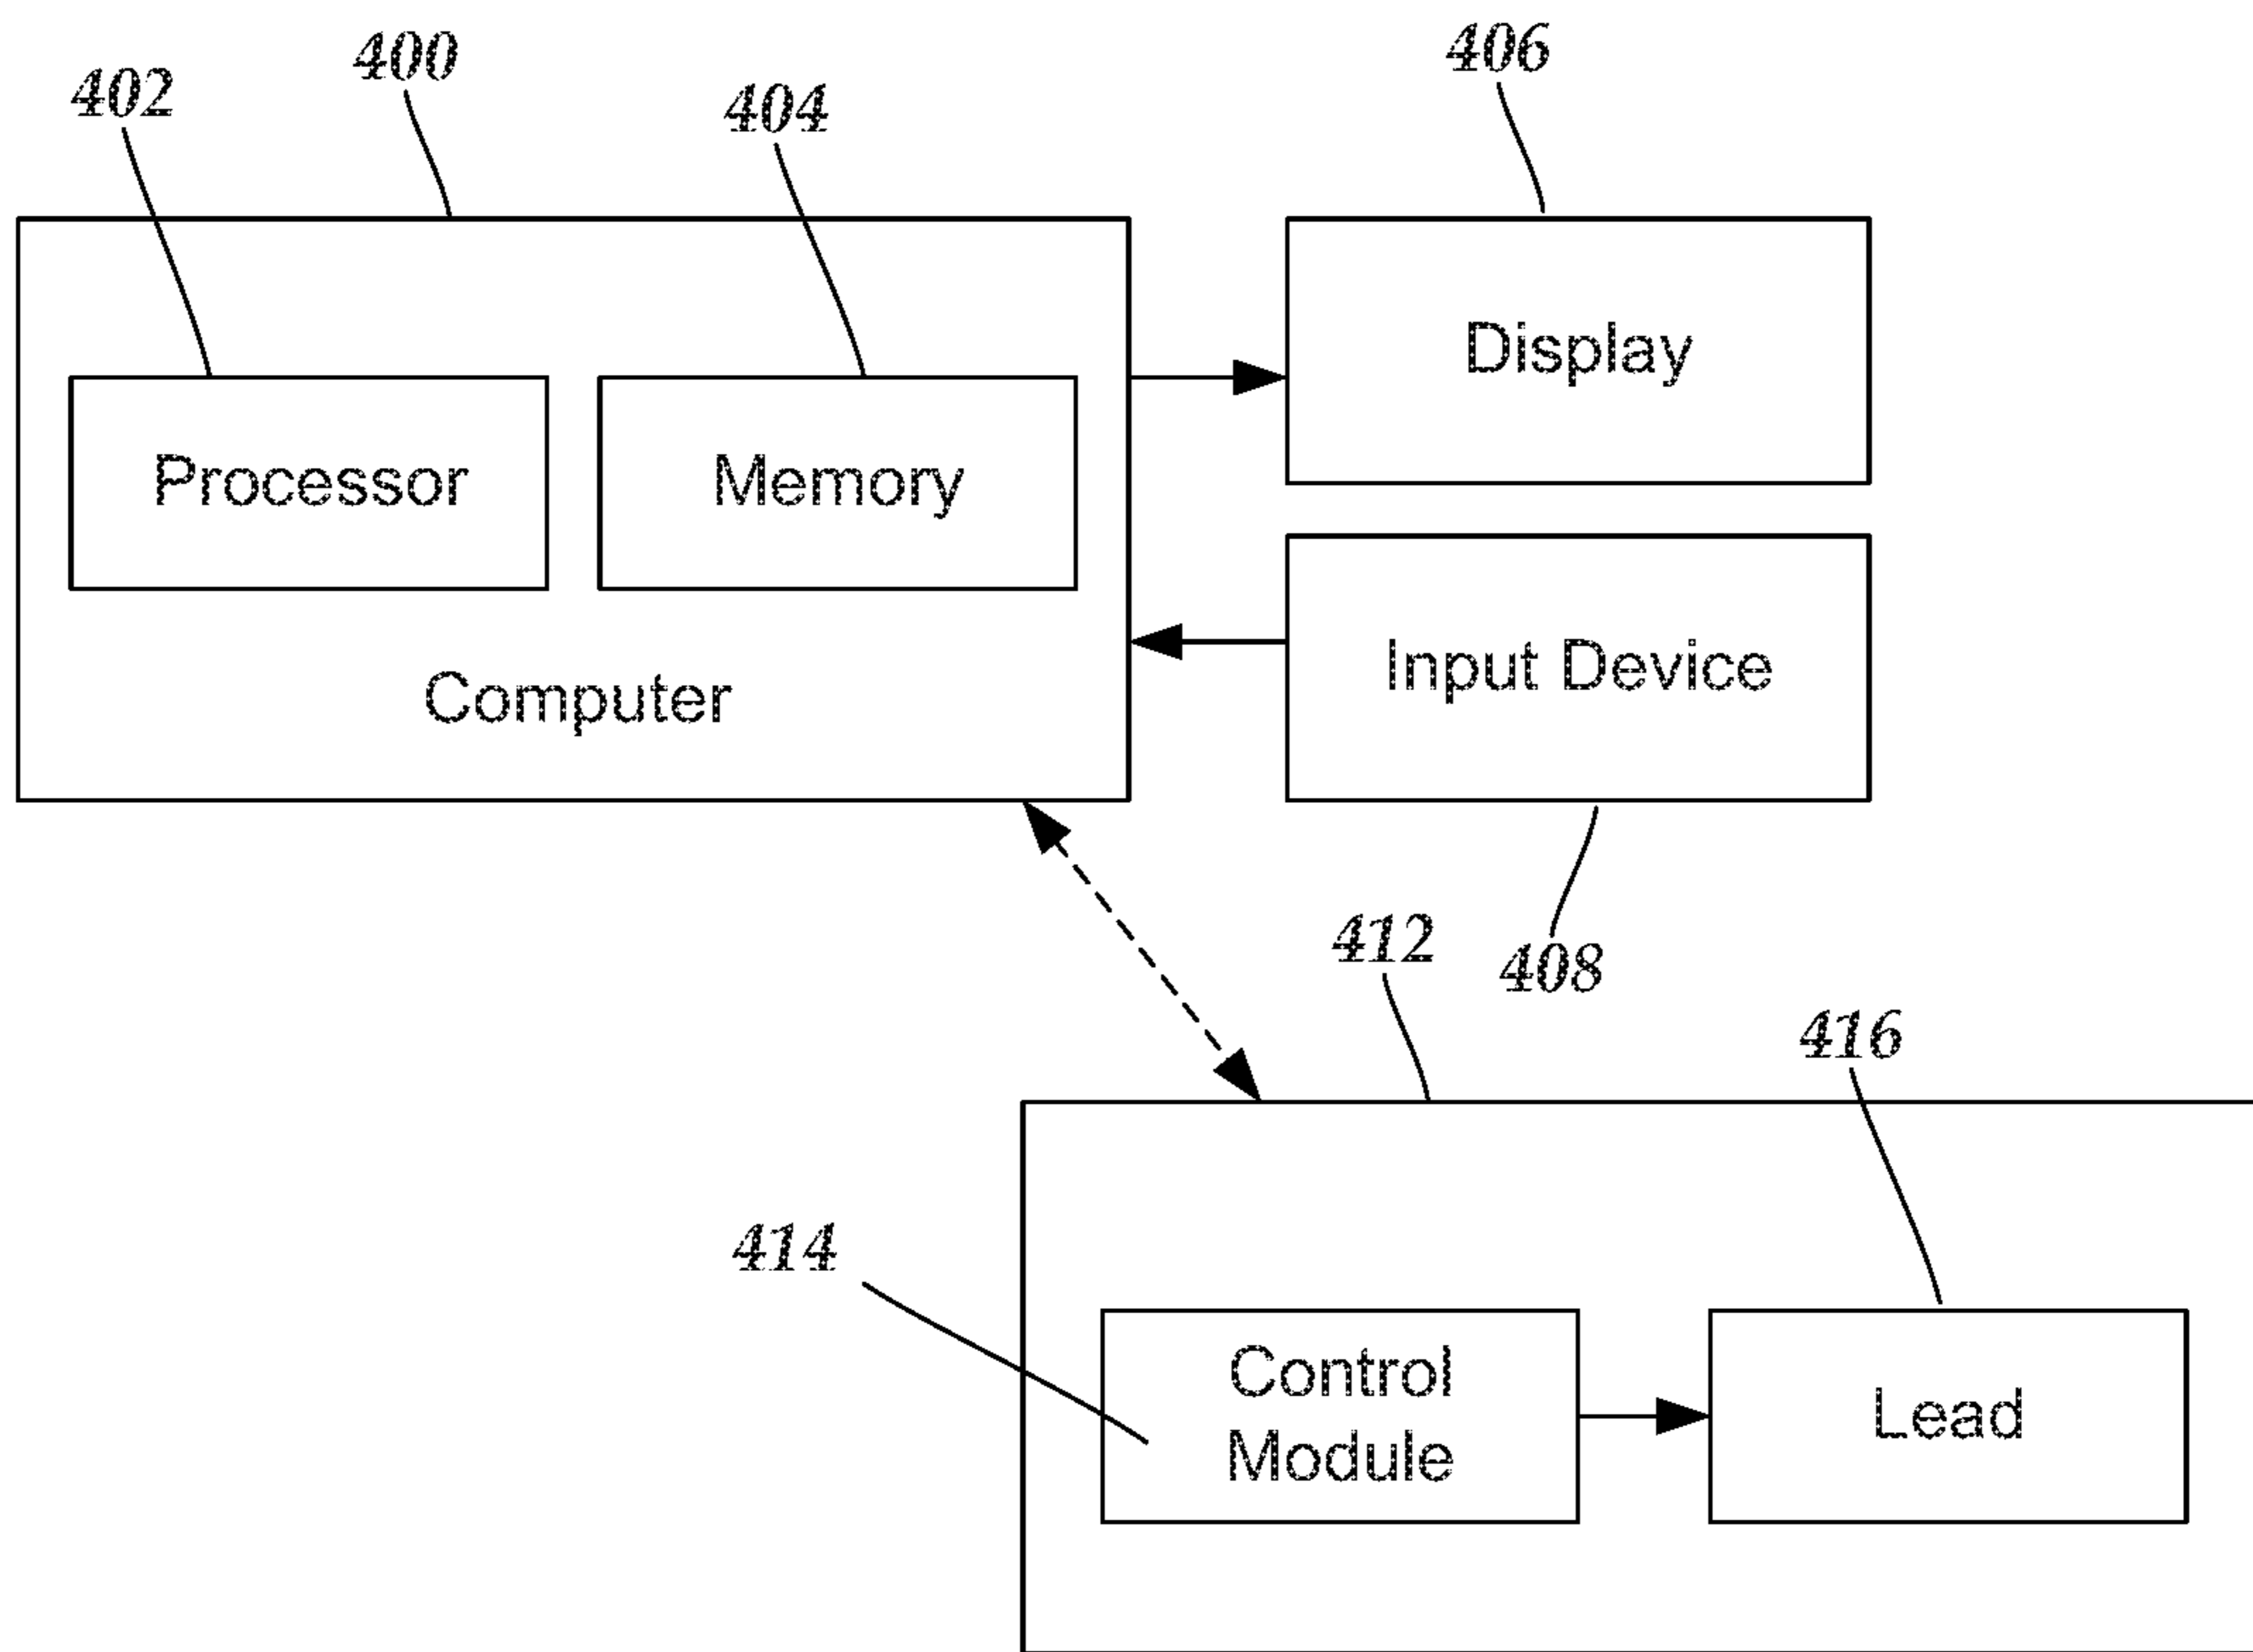 400
406
402
404
Display
Processor
Memory
Input Device
Computer
412
408
416
414
Control
Module
Lead